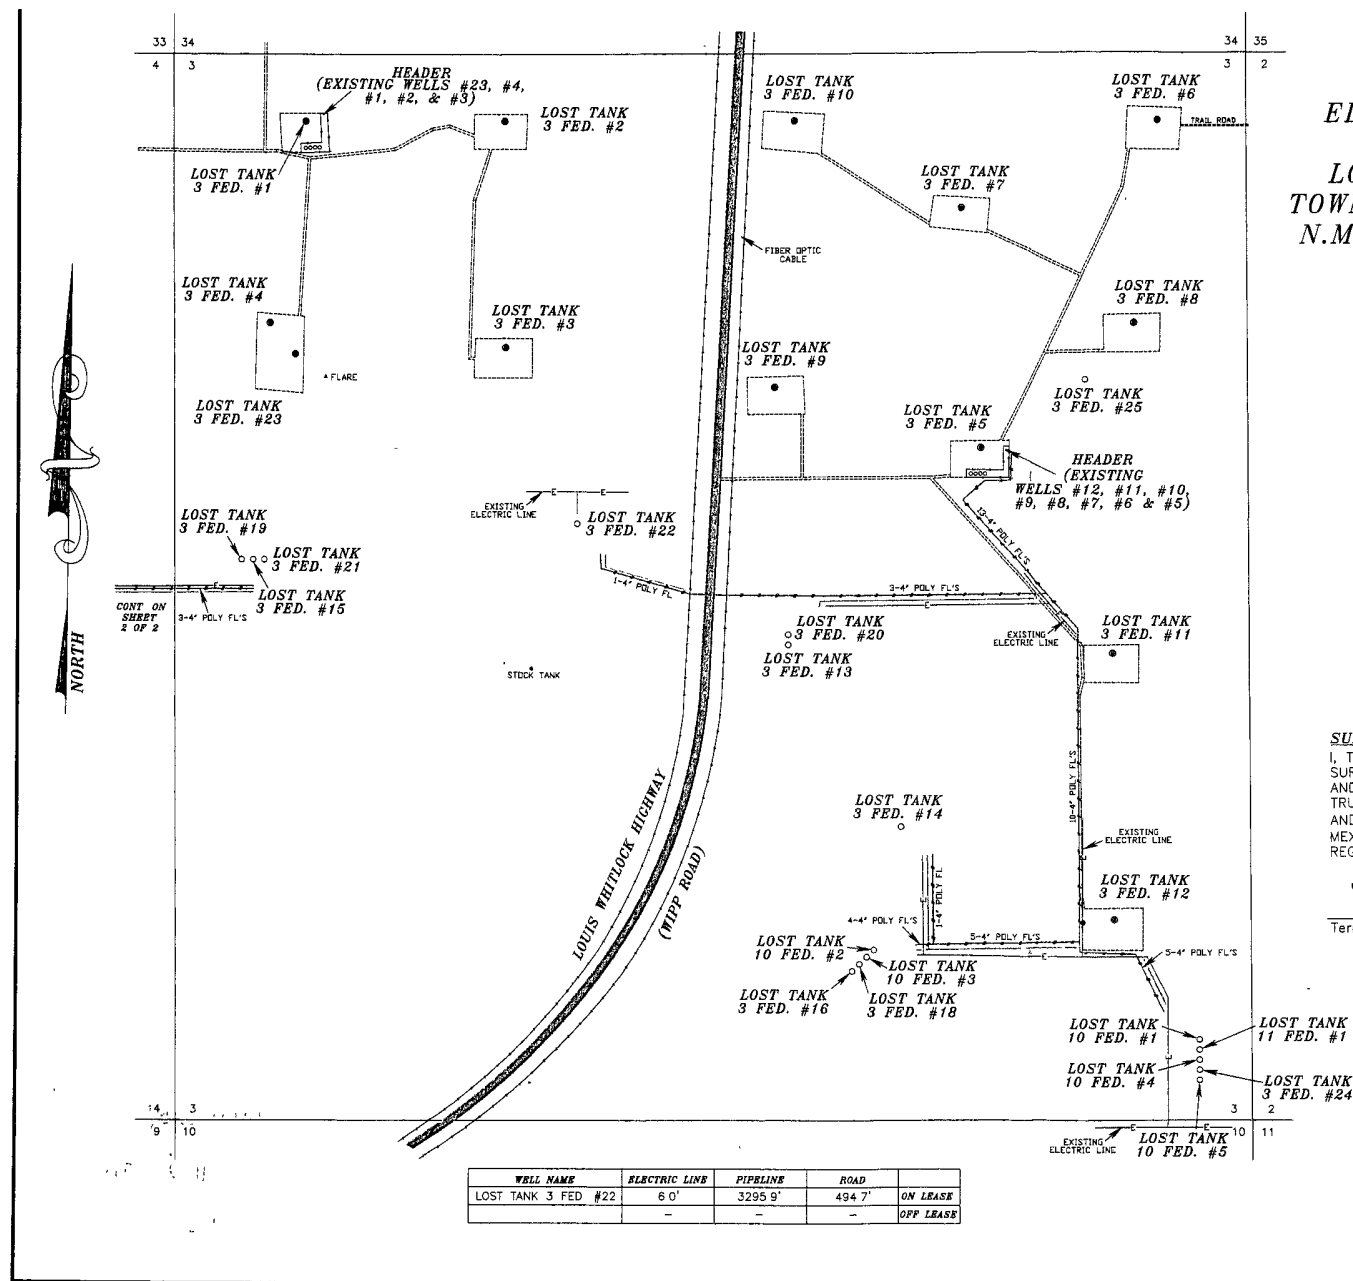 33 34
4 3
34 35
3 2
HEADER
(EXISTING WELLS #23, #4,
#1, #2, & #3)
LOST TANK
3 FED. #2
LOST TANK
3 FED. #1
LOST TANK
3 FED. #10
LOST TANK
3 FED. #6
TRAIL ROAD
LOST TANK
3 FED. #7
FIBER OPTIC
CABLE
LOST TANK
3 FED. #4
LOST TANK
3 FED. #3
LOST TANK
3 FED. #8
FLARE
LOST TANK
3 FED. #9
LOST TANK
3 FED. #23
LOST TANK
3 FED. #5
LOST TANK
3 FED. #25
HEADER
(EXISTING
WELLS #12, #11, #10,
#9, #8, #7, #6 & #5)
EXISTING
ELECTRIC LINE
E E
LOST TANK
3 FED. #22
LOST TANK
3 FED. #19
LOST TANK
3 FED. #21
LOST TANK
3 FED. #15
E
CONT ON
SHEET
2 OF 2
3-4" POLY FL'S
1-4" POLY FL
3-4" POLY FL'S
E
13-4" POLY FL'S
EXISTING
ELECTRIC LINE
LOST TANK
3 FED. #20
LOST TANK
3 FED. #13
LOST TANK
3 FED. #11
STOCK TANK
NORTH
10-4" POLY FL'S
LOUIS WHITLOCK HIGHWAY
(WIPP ROAD)
LOST TANK
3 FED. #14
EXISTING
ELECTRIC LINE
LOST TANK
3 FED. #12
1-4" POLY FL
4-4" POLY FL'S
5-4" POLY FL'S
E
5-4" POLY FL'S
LOST TANK
10 FED. #2
LOST TANK
10 FED. #3
LOST TANK
3 FED. #16
LOST TANK
3 FED. #18
LOST TANK
10 FED. #1
LOST TANK
11 FED. #1
LOST TANK
10 FED. #4
LOST TANK
3 FED. #24
4 3
9 10
3 2
10 11
EXISTING
ELECTRIC LINE
E E
LOST TANK
10 FED. #5
WELL NAME ELECTRIC LINE PIPELINE ROAD
LOST TANK 3 FED #22 6 0' 3295 9' 494 7' ON LEASE
– – – OFF LEASE
EL
LO
TOWN
N.M
SU
I, T
SUR
AND
TRU
AND
MEX
REG
Ter